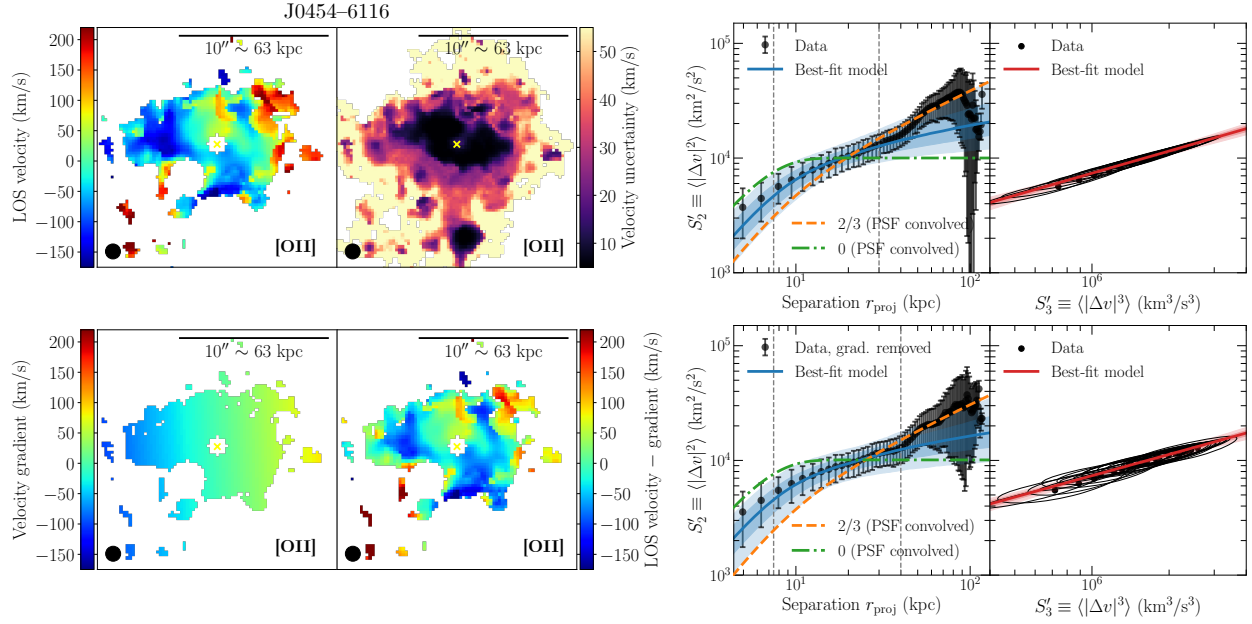 J0454–6116
10″ ∼ 63 kpc
10″ ∼ 63 kpc
[OII]
[OII]
LOS velocity (km/s)
200
150
100
50
0
−50
−100
−150
Velocity uncertainty (km/s)
50
40
30
20
10
S′₂ ≡ ⟨|Δv|²⟩ (km²/s²)
10⁵
10⁴
10³
Data
Best-fit model
2/3 (PSF convolved)
0 (PSF convolved)
10¹
10²
Separation r_proj (kpc)
Data
Best-fit model
10⁶
S′₃ ≡ ⟨|Δv|³⟩ (km³/s³)
10″ ∼ 63 kpc
10″ ∼ 63 kpc
[OII]
[OII]
Velocity gradient (km/s)
200
150
100
50
0
−50
−100
−150
LOS velocity − gradient (km/s)
200
150
100
50
0
−50
−100
−150
S′₂ ≡ ⟨|Δv|²⟩ (km²/s²)
10⁵
10⁴
10³
Data, grad. removed
Best-fit model
2/3 (PSF convolved)
0 (PSF convolved)
10¹
10²
Separation r_proj (kpc)
Data
Best-fit model
10⁶
S′₃ ≡ ⟨|Δv|³⟩ (km³/s³)